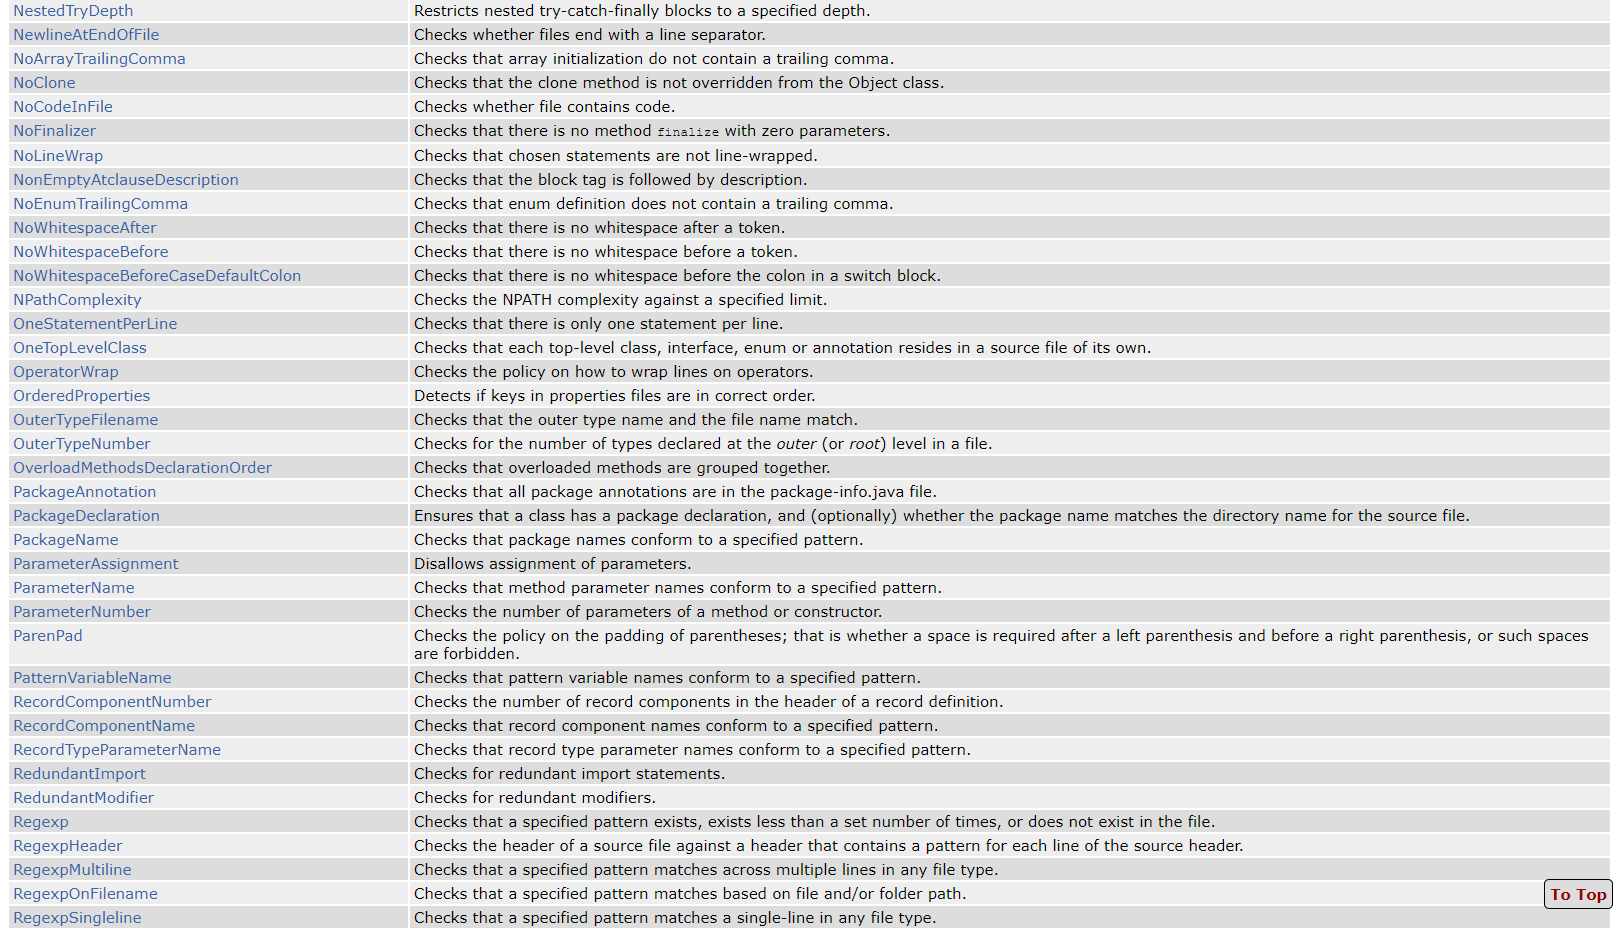 NestedTryDepth Restricts nested try-catch-finally blocks to a specified depth.
NewlineAtEndOfFile Checks whether files end with a line separator.
NoArrayTrailingComma Checks that array initialization do not contain a trailing comma.
NoClone Checks that the clone method is not overridden from the Object class.
NoCodeInFile Checks whether file contains code.
NoFinalizer Checks that there is no method finalize with zero parameters.
NoLineWrap Checks that chosen statements are not line-wrapped.
NonEmptyAtclauseDescription Checks that the block tag is followed by description.
NoEnumTrailingComma Checks that enum definition does not contain a trailing comma.
NoWhitespaceAfter Checks that there is no whitespace after a token.
NoWhitespaceBefore Checks that there is no whitespace before a token.
NoWhitespaceBeforeCaseDefaultColon Checks that there is no whitespace before the colon in a switch block.
NPathComplexity Checks the NPATH complexity against a specified limit.
OneStatementPerLine Checks that there is only one statement per line.
OneTopLevelClass Checks that each top-level class, interface, enum or annotation resides in a source file of its own.
OperatorWrap Checks the policy on how to wrap lines on operators.
OrderedProperties Detects if keys in properties files are in correct order.
OuterTypeFilename Checks that the outer type name and the file name match.
OuterTypeNumber Checks for the number of types declared at the outer (or root) level in a file.
OverloadMethodsDeclarationOrder Checks that overloaded methods are grouped together.
PackageAnnotation Checks that all package annotations are in the package-info.java file.
PackageDeclaration Ensures that a class has a package declaration, and (optionally) whether the package name matches the directory name for the source file.
PackageName Checks that package names conform to a specified pattern.
ParameterAssignment Disallows assignment of parameters.
ParameterName Checks that method parameter names conform to a specified pattern.
ParameterNumber Checks the number of parameters of a method or constructor.
ParenPad Checks the policy on the padding of parentheses; that is whether a space is required after a left parenthesis and before a right parenthesis, or such spaces
are forbidden.
PatternVariableName Checks that pattern variable names conform to a specified pattern.
RecordComponentNumber Checks the number of record components in the header of a record definition.
RecordComponentName Checks that record component names conform to a specified pattern.
RecordTypeParameterName Checks that record type parameter names conform to a specified pattern.
RedundantImport Checks for redundant import statements.
RedundantModifier Checks for redundant modifiers.
Regexp Checks that a specified pattern exists, exists less than a set number of times, or does not exist in the file.
RegexpHeader Checks the header of a source file against a header that contains a pattern for each line of the source header.
RegexpMultiline Checks that a specified pattern matches across multiple lines in any file type.
RegexpOnFilename Checks that a specified pattern matches based on file and/or folder path.
To Top
RegexpSingleline Checks that a specified pattern matches a single-line in any file type.